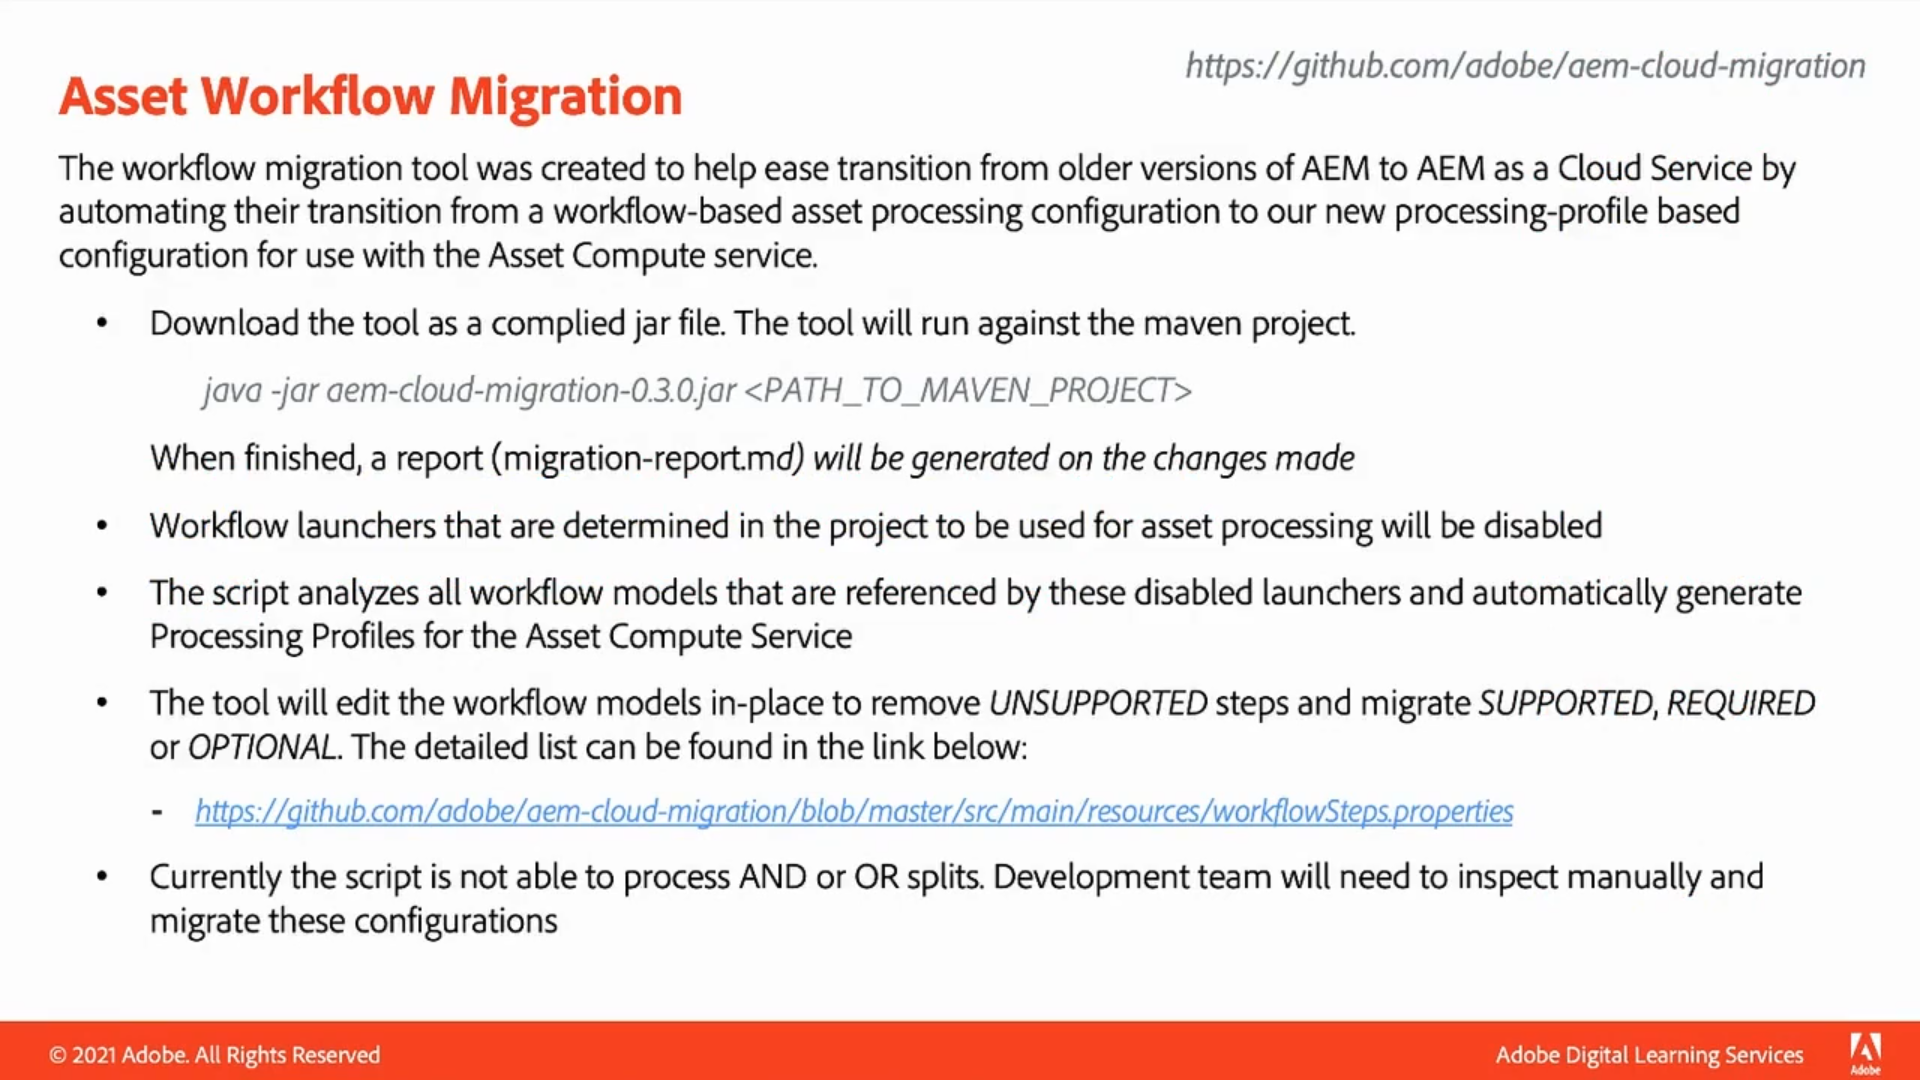 https://github.com/adobe/aem-cloud-migration
Asset Workflow Migration
The workflow migration tool was created to help ease transition from older versions of AEM to AEM as a Cloud Service by
automating their transition from a workflow-based asset processing configuration to our new processing-profile based
configuration for use with the Asset Compute service.
• Download the tool as a complied jar file. The tool will run against the maven project.
java -jar aem-cloud-migration-0.3.0.jar <PATH_TO_MAVEN_PROJECT>
When finished, a report (migration-report.md) will be generated on the changes made
• Workflow launchers that are determined in the project to be used for asset processing will be disabled
• The script analyzes all workflow models that are referenced by these disabled launchers and automatically generate
Processing Profiles for the Asset Compute Service
• The tool will edit the workflow models in-place to remove UNSUPPORTED steps and migrate SUPPORTED, REQUIRED
or OPTIONAL. The detailed list can be found in the link below:
- https://github.com/adobe/aem-cloud-migration/blob/master/src/main/resources/workflowSteps.properties
• Currently the script is not able to process AND or OR splits. Development team will need to inspect manually and
migrate these configurations
© 2021 Adobe. All Rights Reserved
Adobe Digital Learning Services
Adobe